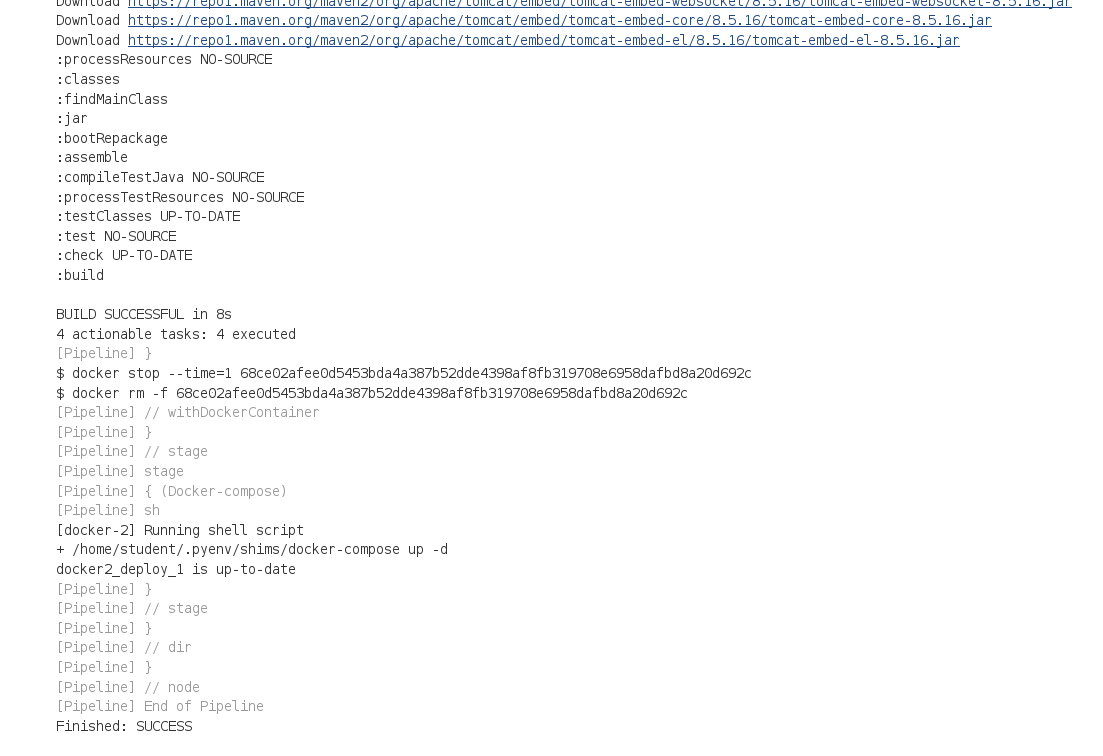 Download https://repo1.maven.org/maven2/org/apache/tomcat/embed/tomcat-embed-websocket/8.5.16/tomcat-embed-websocket-8.5.16.jar
Download https://repo1.maven.org/maven2/org/apache/tomcat/embed/tomcat-embed-core/8.5.16/tomcat-embed-core-8.5.16.jar
Download https://repo1.maven.org/maven2/org/apache/tomcat/embed/tomcat-embed-el/8.5.16/tomcat-embed-el-8.5.16.jar
:processResources NO-SOURCE
:classes
:findMainClass
:jar
:bootRepackage
:assemble
:compileTestJava NO-SOURCE
:processTestResources NO-SOURCE
:testClasses UP-TO-DATE
:test NO-SOURCE
:check UP-TO-DATE
:build
BUILD SUCCESSFUL in 8s
4 actionable tasks: 4 executed
[Pipeline] }
$ docker stop --time=1 68ce02afee0d5453bda4a387b52dde4398af8fb319708e6958dafbd8a20d692c
$ docker rm -f 68ce02afee0d5453bda4a387b52dde4398af8fb319708e6958dafbd8a20d692c
[Pipeline] // withDockerContainer
[Pipeline] }
[Pipeline] // stage
[Pipeline] stage
[Pipeline] { (Docker-compose)
[Pipeline] sh
[docker-2] Running shell script
+ /home/student/.pyenv/shims/docker-compose up -d
docker2_deploy_1 is up-to-date
[Pipeline] }
[Pipeline] // stage
[Pipeline] }
[Pipeline] // dir
[Pipeline] }
[Pipeline] // node
[Pipeline] End of Pipeline
Finished: SUCCESS